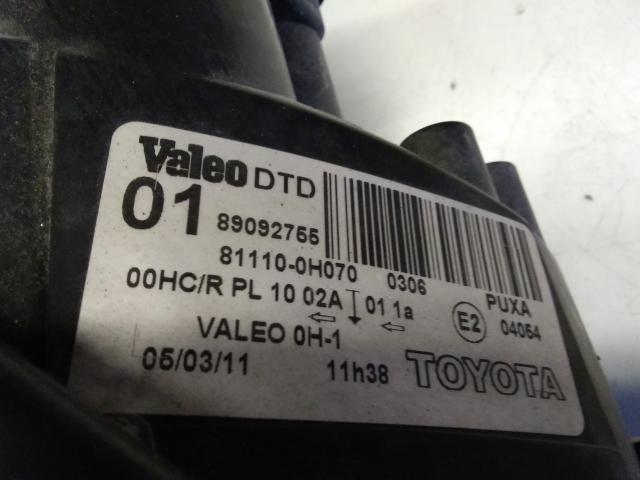 Valeo DTD
01 89092755
81110-0H070 0306 PUXA
00HC/R PL 10 02A 01 1a E2 04054
VALEO 0H-1
05/03/11 11h38 TOYOTA